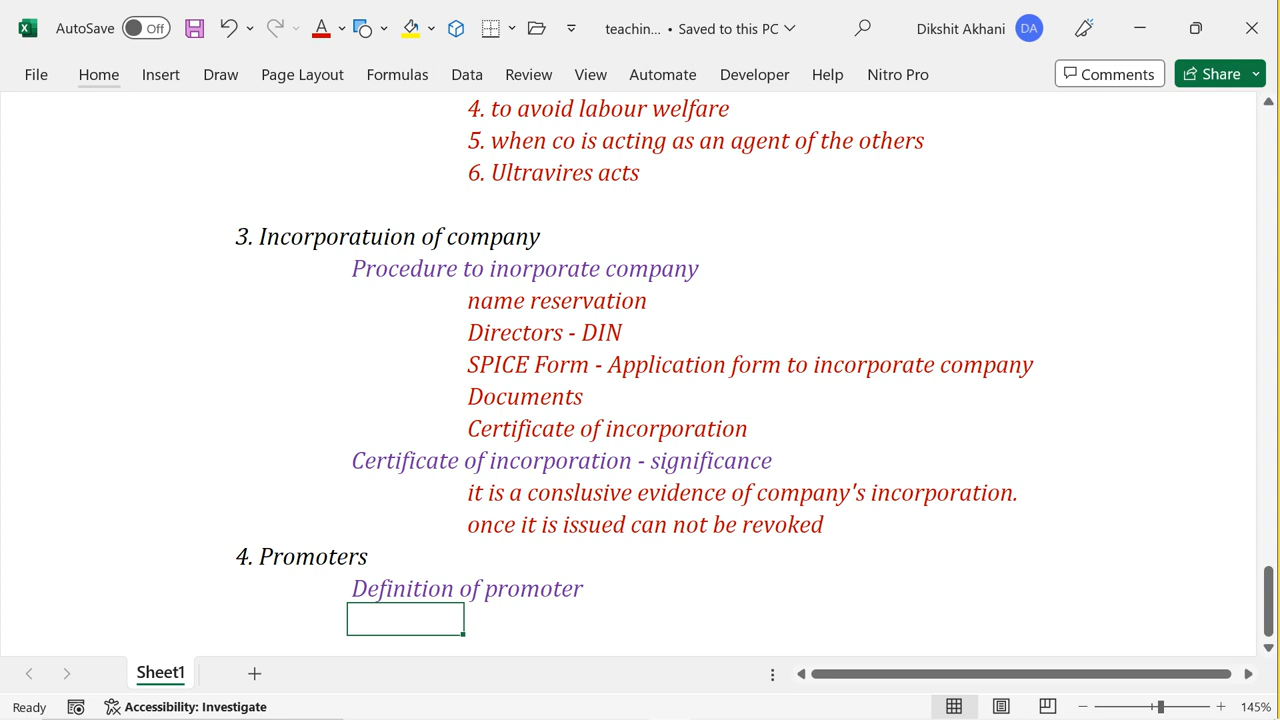 AutoSave Off teachin... • Saved to this PC Dikshit Akhani DA
File Home Insert Draw Page Layout Formulas Data Review View Automate Developer Help Nitro Pro Comments Share
4. to avoid labour welfare
5. when co is acting as an agent of the others
6. Ultravires acts
3. Incorporatuion of company
Procedure to inorporate company
name reservation
Directors - DIN
SPICE Form - Application form to incorporate company
Documents
Certificate of incorporation
Certificate of incorporation - significance
it is a conslusive evidence of company's incorporation.
once it is issued can not be revoked
4. Promoters
Definition of promoter
Sheet1
Ready Accessibility: Investigate 145%